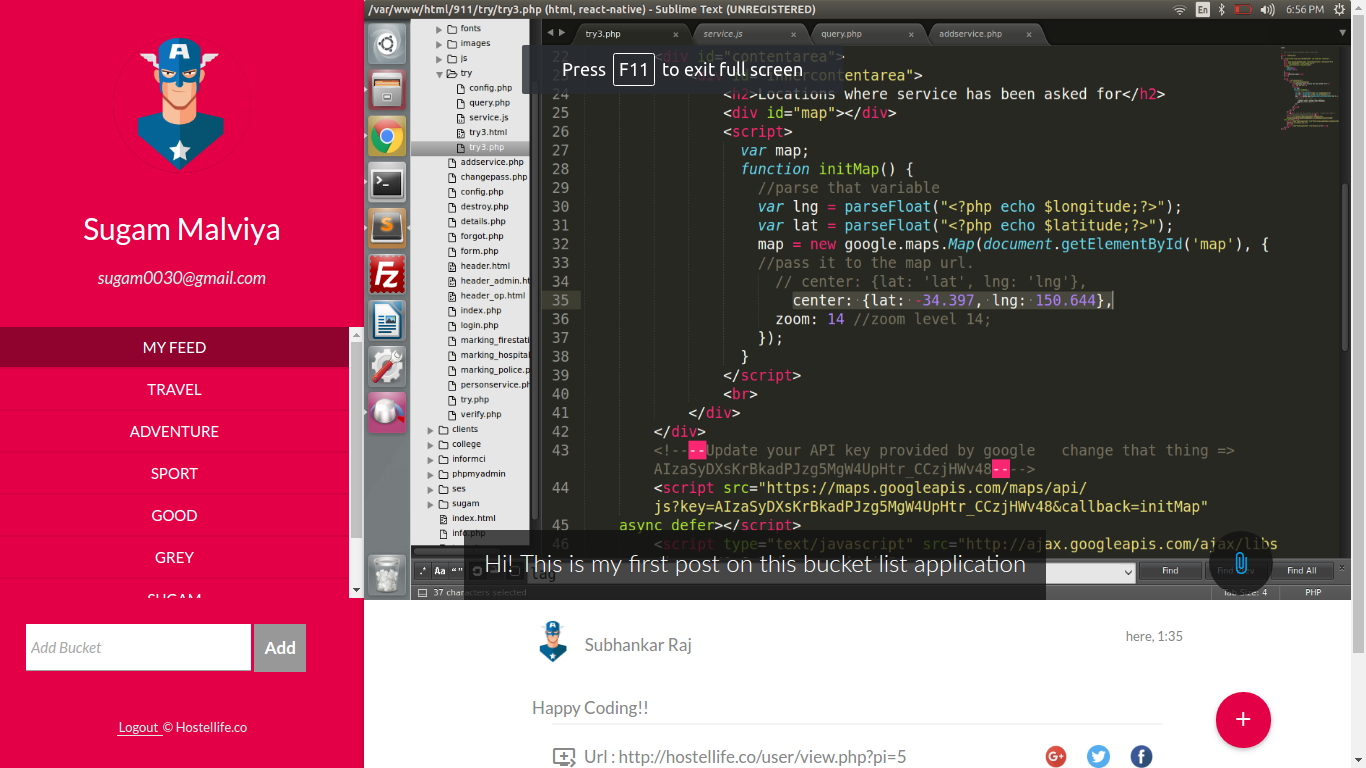 Sugam Malviya
sugam0030@gmail.com
MY FEED
TRAVEL
ADVENTURE
SPORT
GOOD
GREY
SUGAM
Add Bucket
Add
Logout © Hostellife.co
/var/www/html/911/try/try3.php (html, react-native) - Sublime Text (UNREGISTERED)
En
6:56 PM
fonts
images
js
try
config.php
query.php
service.js
try3.html
try3.php
addservice.php
changepass.php
config.php
destroy.php
details.php
forgot.php
form.php
header.html
header_admin.ht
header_op.html
index.php
login.php
marking_firestati
marking_hospital
marking_police.p
personservice.ph
try.php
verify.php
clients
college
informci
phpmyadmin
ses
sugam
index.html
info.php
try3.php
service.js
query.php
addservice.php
Press F11 to exit full screen
22 <div id="contentarea">
contentarea">
24 <h2>Locations where service has been asked for</h2>
25 <div id="map"></div>
26 <script>
27 var map;
28 function initMap() {
29 //parse that variable
30 var lng = parseFloat("<?php echo $longitude;?>");
31 var lat = parseFloat("<?php echo $latitude;?>");
32 map = new google.maps.Map(document.getElementById('map'), {
33 //pass it to the map url.
34 // center: {lat: 'lat', lng: 'lng'},
35 center: {lat: -34.397, lng: 150.644},
36 zoom: 14 //zoom level 14;
37 });
38 }
39 </script>
40 <br>
41 </div>
42 </div>
43 <!----Update your API key provided by google change that thing =>
AIzaSyDXsKrBkadPJzg5MgW4UpHtr_CCzjHWv48---->
44 <script src="https://maps.googleapis.com/maps/api/
js?key=AIzaSyDXsKrBkadPJzg5MgW4UpHtr_CCzjHWv48&callback=initMap"
45 async defer></script>
46 <script type="text/javascript" src="http://ajax.googleapis.com/ajax/libs
Hi! This is my first post on this bucket list application
.* Aa “”
tag
Find
Find Prev
Find All
37 characters selected
Tab Size: 4
PHP
Subhankar Raj
here, 1:35
Happy Coding!!
Url : http://hostellife.co/user/view.php?pi=5
G+
f
+